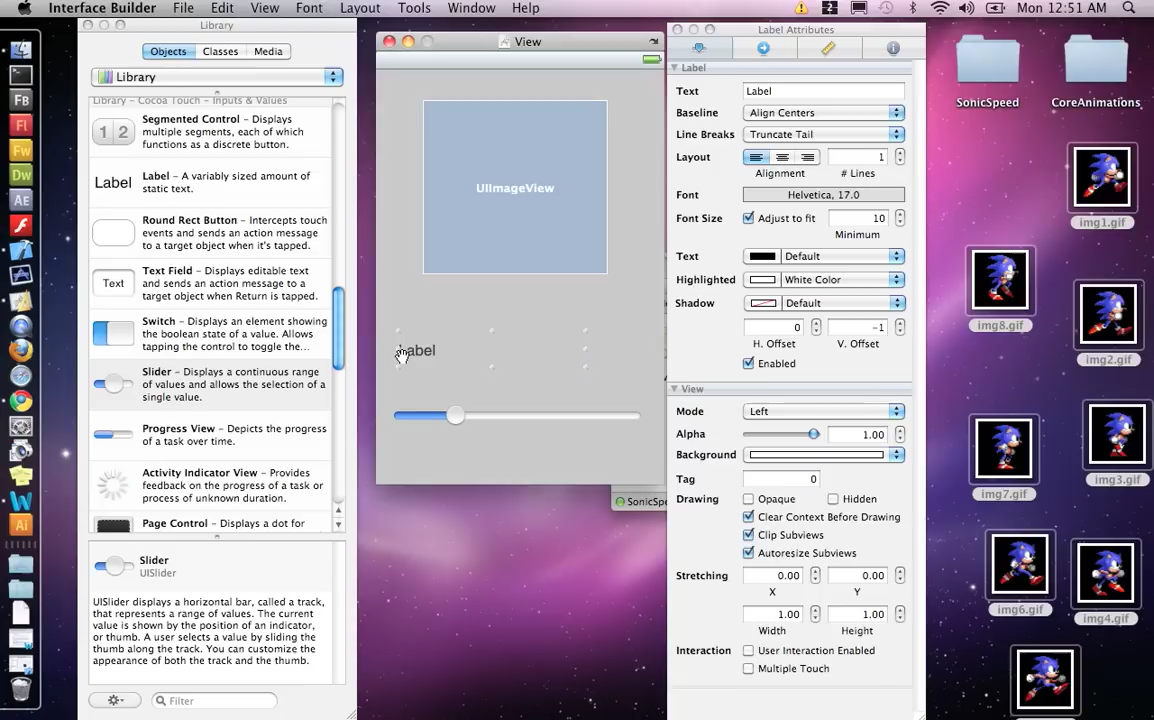 Interface Builder File Edit View Font Layout Tools Window Help
2
Mon 12:51 AM
Library
Objects Classes Media
Library
Library – Cocoa Touch – Inputs & Values
1 2
Segmented Control – Displays
multiple segments, each of which
functions as a discrete button.
Label
Label – A variably sized amount of
static text.
Round Rect Button – Intercepts touch
events and sends an action message
to a target object when it's tapped.
Text
Text Field – Displays editable text
and sends an action message to a
target object when Return is tapped.
Switch – Displays an element showing
the boolean state of a value. Allows
tapping the control to toggle the...
Slider – Displays a continuous range
of values and allows the selection of a
single value.
Progress View – Depicts the progress
of a task over time.
Activity Indicator View – Provides
feedback on the progress of a task or
process of unknown duration.
Page Control – Displays a dot for
Slider
UISlider
UISlider displays a horizontal bar, called a track,
that represents a range of values. The current
value is shown by the position of an indicator,
or thumb. A user selects a value by sliding the
thumb along the track. You can customize the
appearance of both the track and the thumb.
Filter
Fb
Fl
Fw
Dw
Ae
Ai
View
UIImageView
Label
SonicSpe
Label Attributes
Label
Text Label
Baseline Align Centers
Line Breaks Truncate Tail
Layout 1
Alignment # Lines
Font Helvetica, 17.0
Font Size Adjust to fit 10
Minimum
Text Default
Highlighted White Color
Shadow Default
0 −1
H. Offset V. Offset
Enabled
View
Mode Left
Alpha 1.00
Background
Tag 0
Drawing Opaque Hidden
Clear Context Before Drawing
Clip Subviews
Autoresize Subviews
Stretching 0.00 0.00
X Y
1.00 1.00
Width Height
Interaction User Interaction Enabled
Multiple Touch
SonicSpeed
CoreAnimations
img1.gif
img8.gif
img2.gif
img7.gif
img3.gif
img6.gif
img4.gif